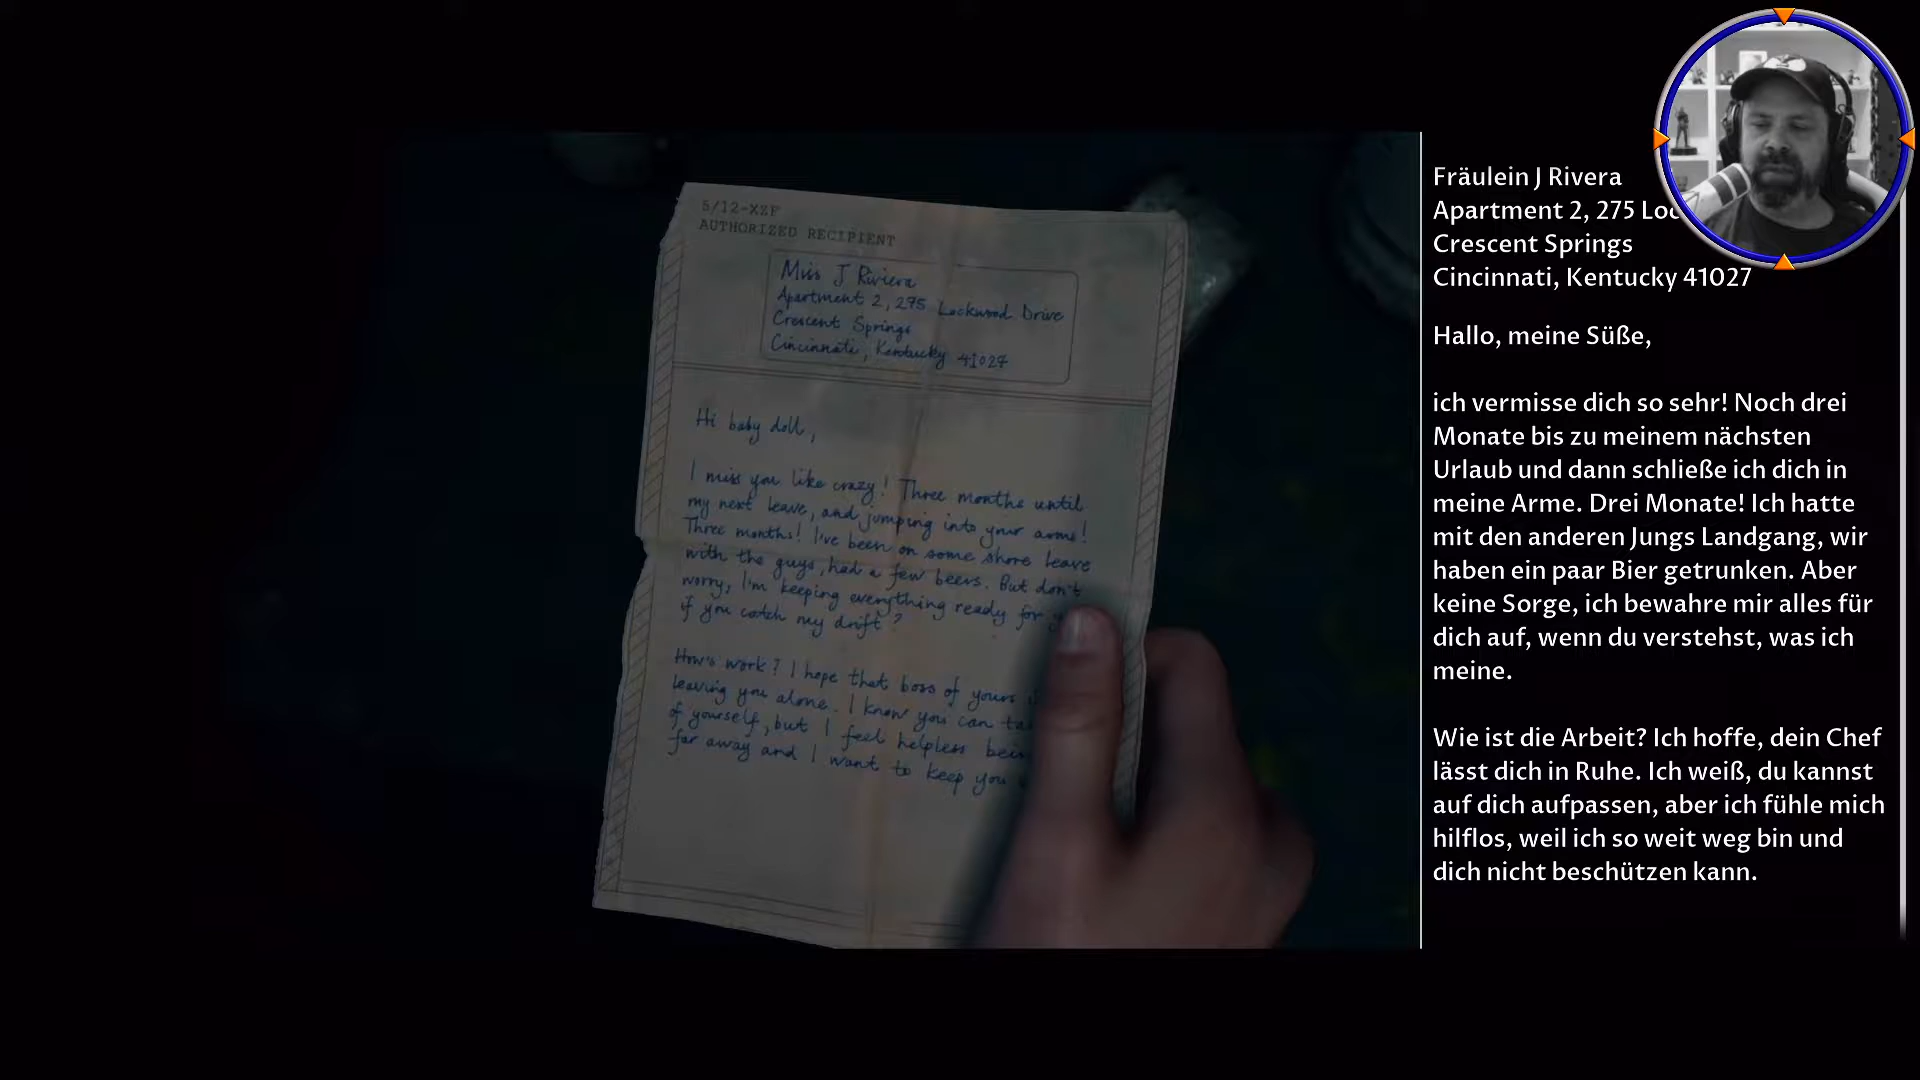 5/12-XZF
AUTHORIZED RECIPIENT
Miss J Riviera
Apartment 2, 275 Lockwood Drive
Crescent Springs
Cincinnati, Kentucky 41027
Hi baby doll,
I miss you like crazy! Three months until
my next leave, and jumping into your arms!
Three months! I've been on some shore leave
with the guys, had a few beers. But don't
worry, I'm keeping everything ready for
if you catch my drift?
How's work? I hope that boss of yours
leaving you alone. I know you can
of yourself, but I feel helpless
far away and I want to keep you
Fräulein J Rivera
Apartment 2, 275
Crescent Springs
Cincinnati, Kentucky 41027
Hallo, meine Süße,
ich vermisse dich so sehr! Noch drei
Monate bis zu meinem nächsten
Urlaub und dann schließe ich dich in
meine Arme. Drei Monate! Ich hatte
mit den anderen Jungs Landgang, wir
haben ein paar Bier getrunken. Aber
keine Sorge, ich bewahre mir alles für
dich auf, wenn du verstehst, was ich
meine.
Wie ist die Arbeit? Ich hoffe, dein Chef
lässt dich in Ruhe. Ich weiß, du kannst
auf dich aufpassen, aber ich fühle mich
hilflos, weil ich so weit weg bin und
dich nicht beschützen kann.